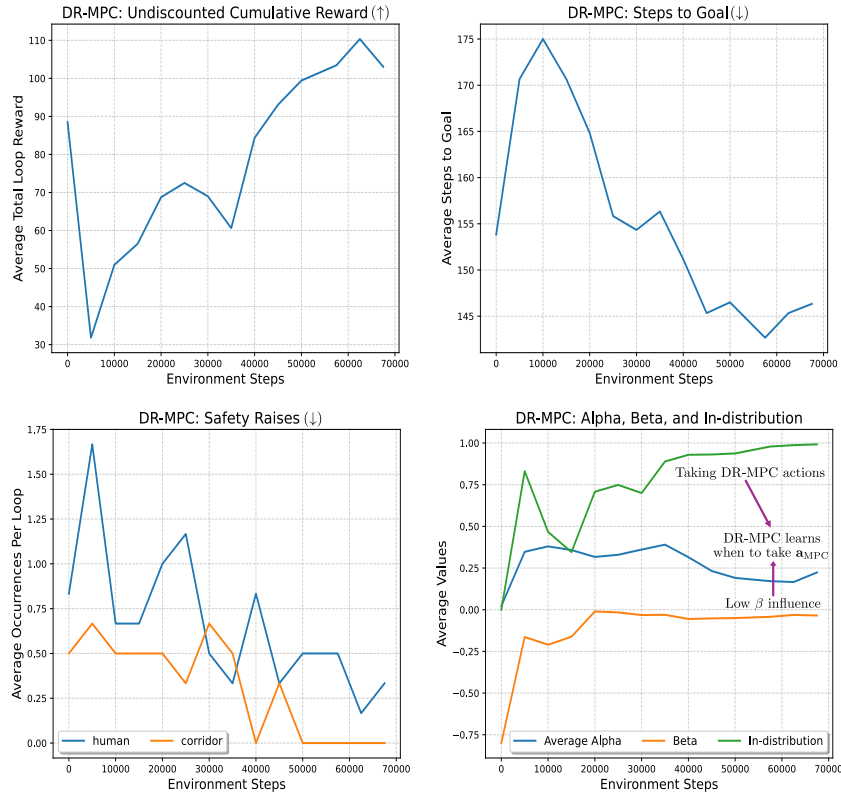 DR-MPC: Undiscounted Cumulative Reward (↑)
Average Total Loop Reward
110
100
90
80
70
60
50
40
30
0 10000 20000 30000 40000 50000 60000 70000
Environment Steps
DR-MPC: Steps to Goal(↓)
Average Steps to Goal
175
170
165
160
155
150
145
0 10000 20000 30000 40000 50000 60000 70000
Environment Steps
DR-MPC: Safety Raises (↓)
Average Occurrences Per Loop
1.75
1.50
1.25
1.00
0.75
0.50
0.25
0.00
human corridor
0 10000 20000 30000 40000 50000 60000 70000
Environment Steps
DR-MPC: Alpha, Beta, and In-distribution
Average Values
1.00
0.75
0.50
0.25
0.00
−0.25
−0.50
−0.75
Taking DR-MPC actions
DR-MPC learns
when to take a_MPC
Low β influence
Average Alpha Beta In-distribution
0 10000 20000 30000 40000 50000 60000 70000
Environment Steps